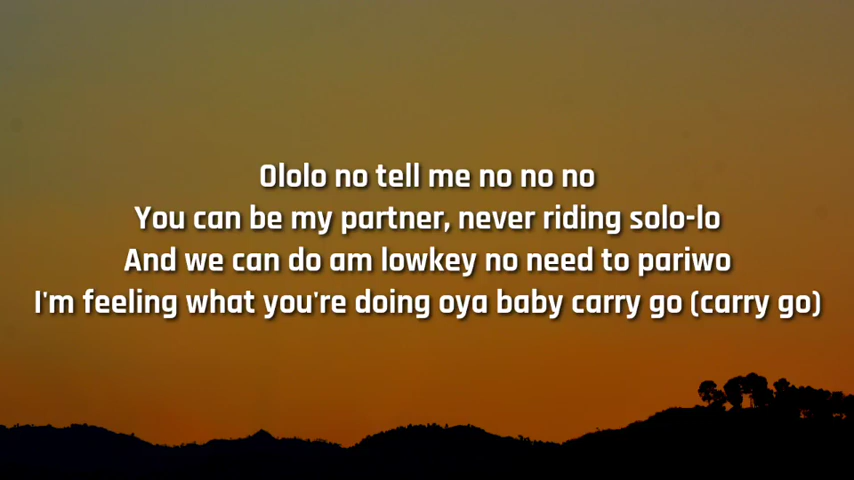 Ololo no tell me no no no
You can be my partner, never riding solo-lo
And we can do am lowkey no need to pariwo
I'm feeling what you're doing oya baby carry go (carry go)